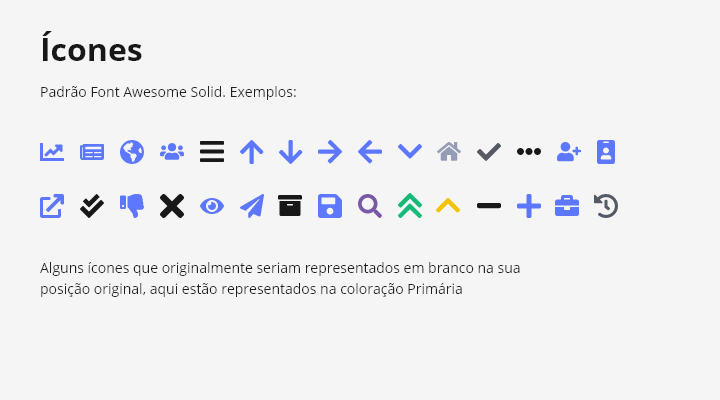 Ícones
Padrão Font Awesome Solid. Exemplos:
Alguns ícones que originalmente seriam representados em branco na sua
posição original, aqui estão representados na coloração Primária